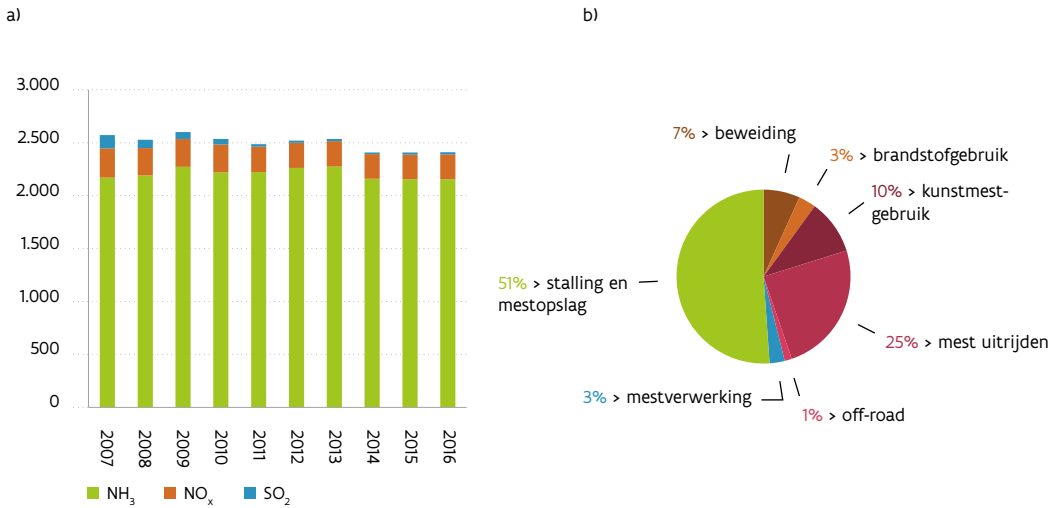 a)
3.000
2.500
2.000
1.500
1.000
500
0
2007
2008
2009
2010
2011
2012
2013
2014
2015
2016
NH₃
NOₓ
SO₂
b)
7% > beweiding
3% > brandstofgebruik
10% > kunstmest-
gebruik
51% > stalling en
mestopslag
25% > mest uitrijden
3% > mestverwerking
1% > off-road